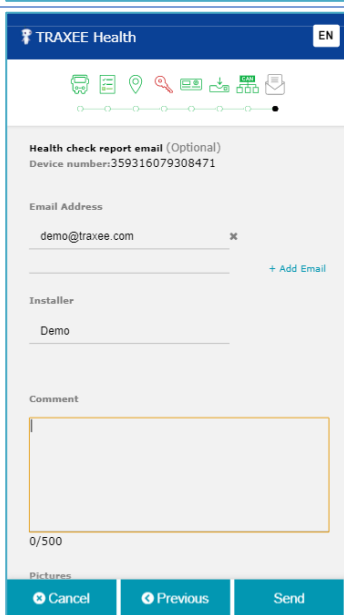 TRAXEE Health
EN
CAN
Health check report email (Optional)
Device number:359316079308471
Email Address
demo@traxee.com
+ Add Email
Installer
Demo
Comment
0/500
Pictures
Cancel
Previous
Send